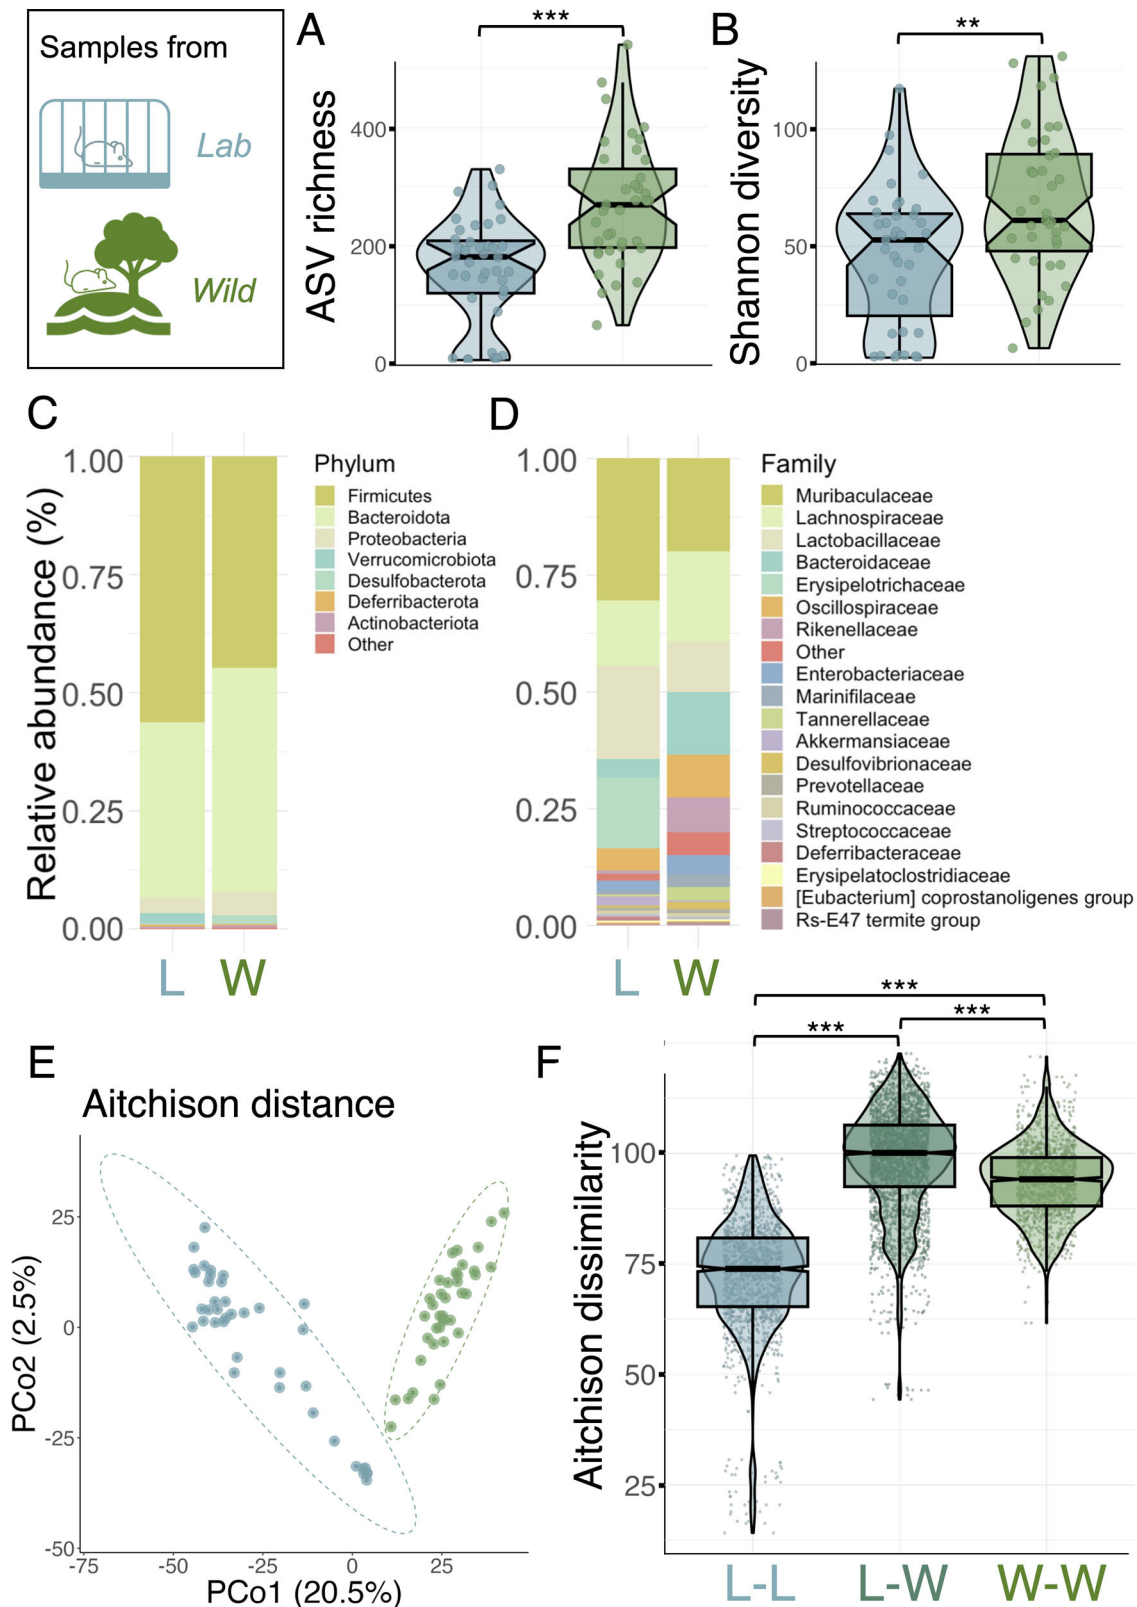 Samples from
Lab
Wild
A
***
ASV richness
400
200
0
B
**
Shannon diversity
100
50
0
C
Relative abundance (%)
1.00
0.75
0.50
0.25
0.00
L
W
Phylum
Firmicutes
Bacteroidota
Proteobacteria
Verrucomicrobiota
Desulfobacterota
Deferribacterota
Actinobacteriota
Other
D
1.00
0.75
0.50
0.25
0.00
L
W
Family
Muribaculaceae
Lachnospiraceae
Lactobacillaceae
Bacteroidaceae
Erysipelotrichaceae
Oscillospiraceae
Rikenellaceae
Other
Enterobacteriaceae
Marinifilaceae
Tannerellaceae
Akkermansiaceae
Desulfovibrionaceae
Prevotellaceae
Ruminococcaceae
Streptococcaceae
Deferribacteraceae
Erysipelatoclostridiaceae
[Eubacterium] coprostanoligenes group
Rs-E47 termite group
E
Aitchison distance
PCo2 (2.5%)
25
0
-25
-50
-75
-50
-25
0
25
PCo1 (20.5%)
F
***
***
***
Aitchison dissimilarity
100
75
50
25
L-L
L-W
W-W